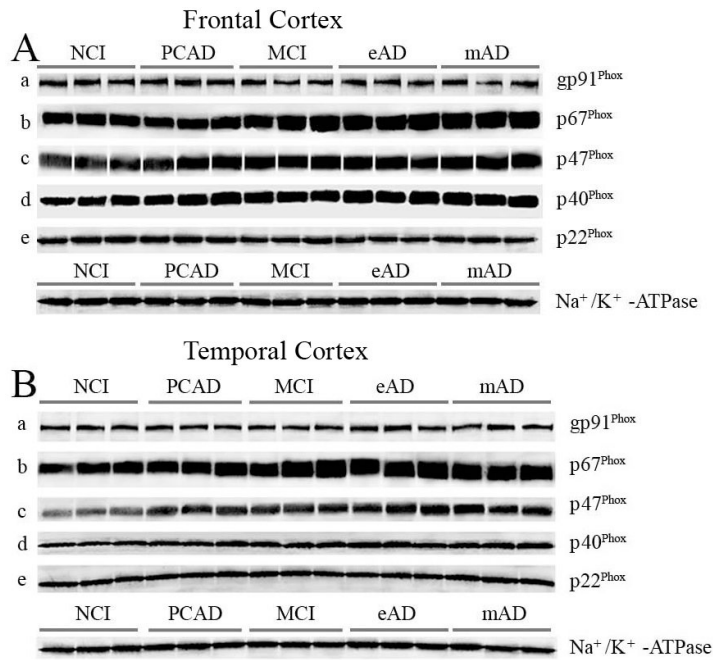 Frontal Cortex
A
NCI PCAD MCI eAD mAD
a gp91Phox
b p67Phox
c p47Phox
d p40Phox
e p22Phox
NCI PCAD MCI eAD mAD
Na+/K+ -ATPase
Temporal Cortex
B
NCI PCAD MCI eAD mAD
a gp91Phox
b p67Phox
c p47Phox
d p40Phox
e p22Phox
NCI PCAD MCI eAD mAD
Na+/K+ -ATPase